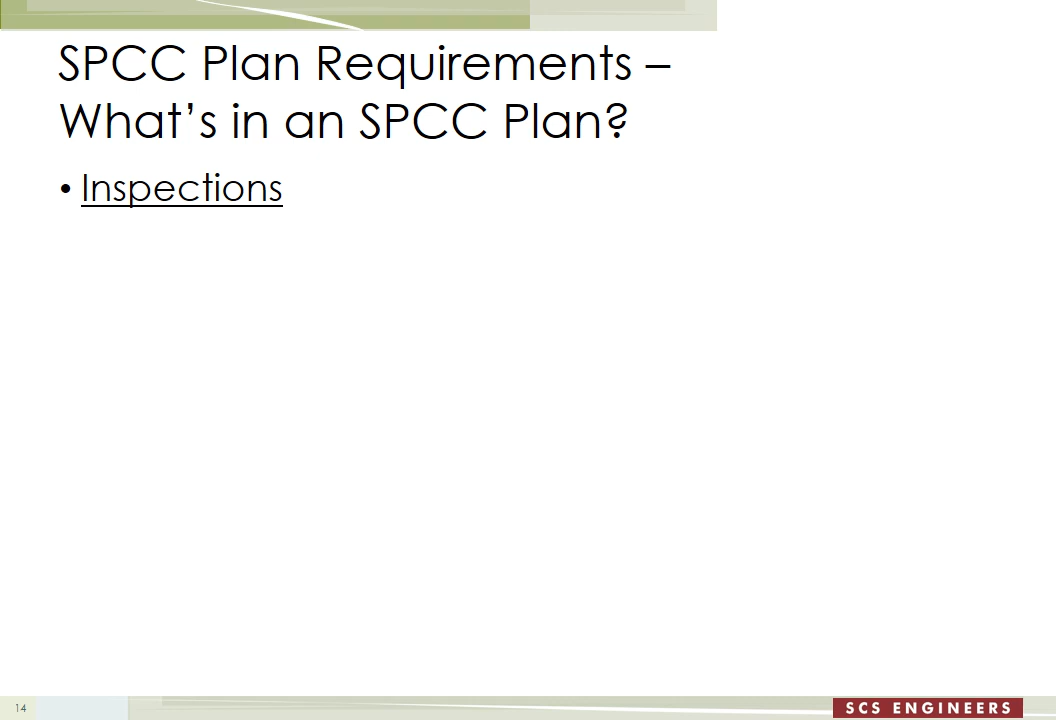 SPCC Plan Requirements –
What’s in an SPCC Plan?
• Inspections
14
SCS ENGINEERS